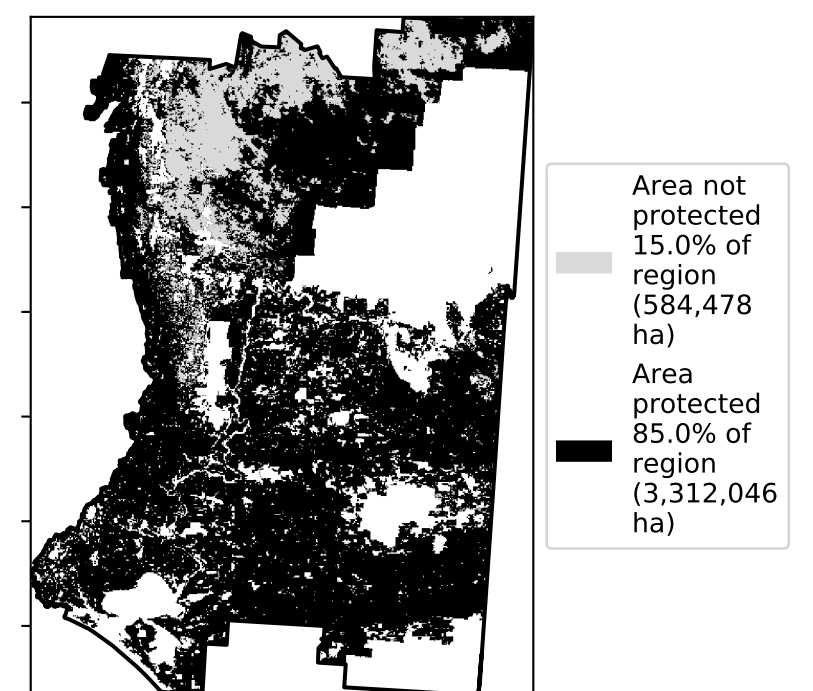 Area not
protected
15.0% of
region
(584,478
ha)
Area
protected
85.0% of
region
(3,312,046
ha)